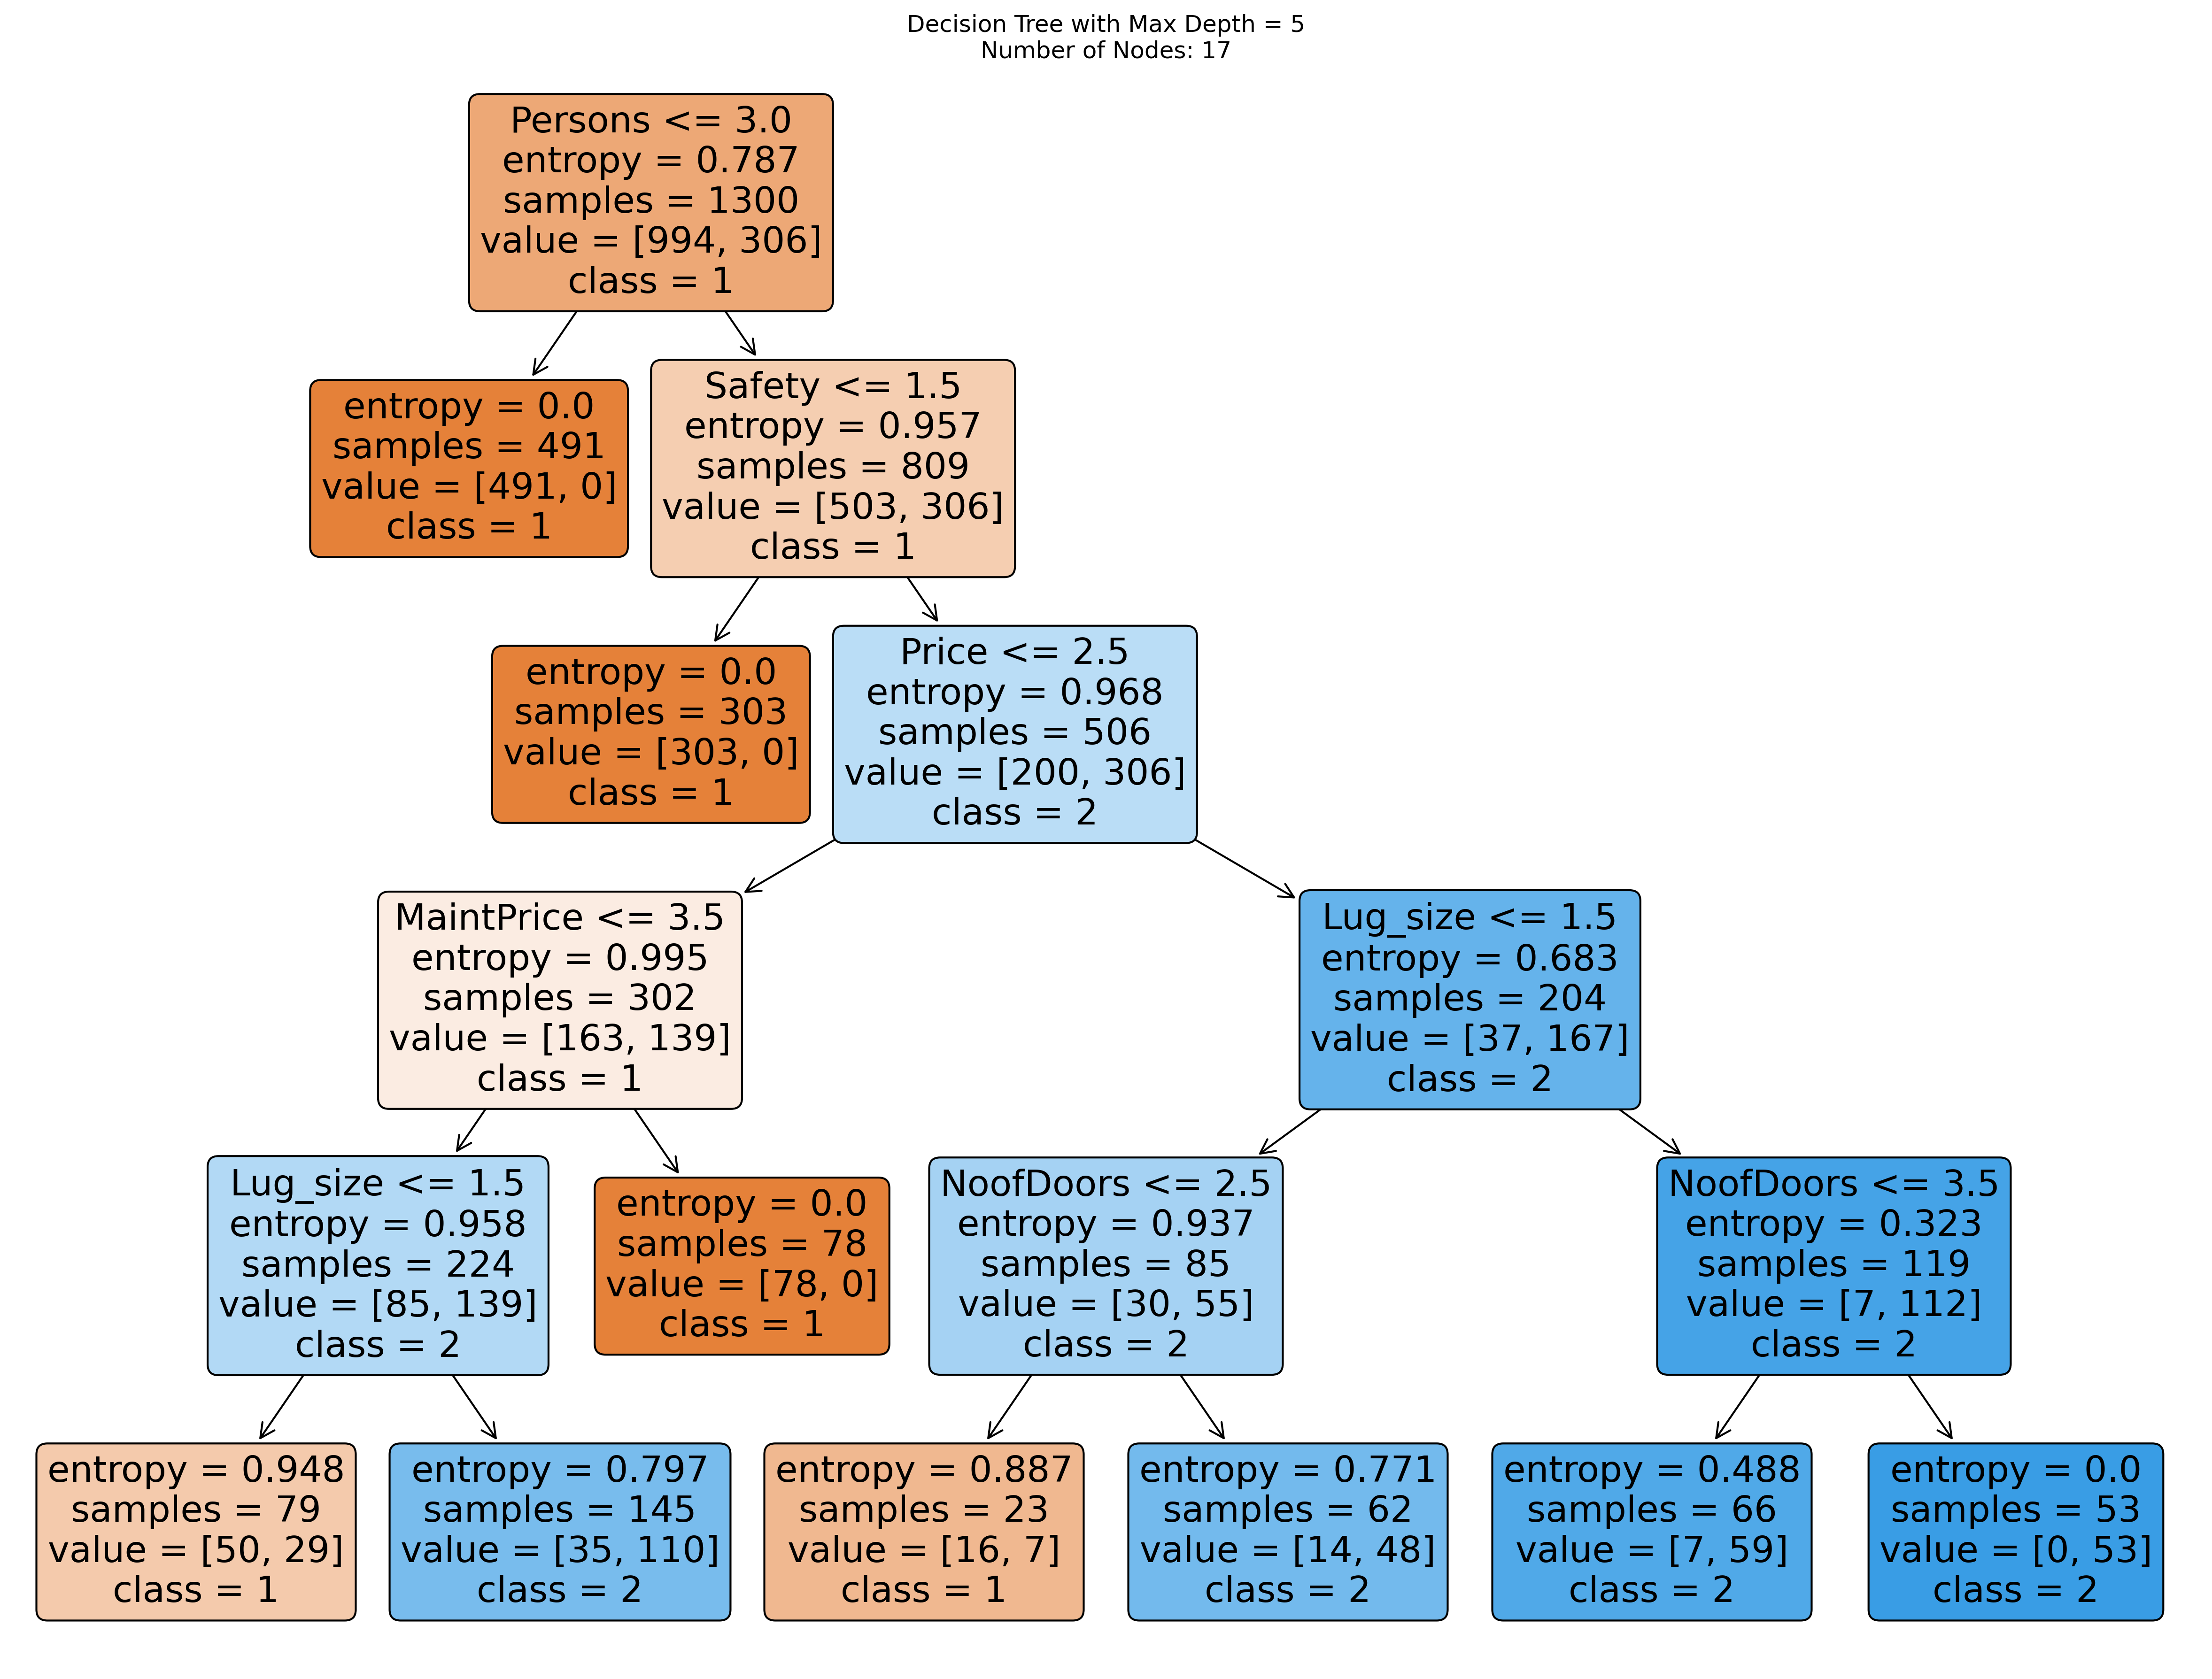 Decision Tree with Max Depth = 5
Number of Nodes: 17
Persons <= 3.0
entropy = 0.787
samples = 1300
value = [994, 306]
class = 1
entropy = 0.0
samples = 491
value = [491, 0]
class = 1
Safety <= 1.5
entropy = 0.957
samples = 809
value = [503, 306]
class = 1
entropy = 0.0
samples = 303
value = [303, 0]
class = 1
Price <= 2.5
entropy = 0.968
samples = 506
value = [200, 306]
class = 2
MaintPrice <= 3.5
entropy = 0.995
samples = 302
value = [163, 139]
class = 1
Lug_size <= 1.5
entropy = 0.683
samples = 204
value = [37, 167]
class = 2
Lug_size <= 1.5
entropy = 0.958
samples = 224
value = [85, 139]
class = 2
entropy = 0.0
samples = 78
value = [78, 0]
class = 1
NoofDoors <= 2.5
entropy = 0.937
samples = 85
value = [30, 55]
class = 2
NoofDoors <= 3.5
entropy = 0.323
samples = 119
value = [7, 112]
class = 2
entropy = 0.948
samples = 79
value = [50, 29]
class = 1
entropy = 0.797
samples = 145
value = [35, 110]
class = 2
entropy = 0.887
samples = 23
value = [16, 7]
class = 1
entropy = 0.771
samples = 62
value = [14, 48]
class = 2
entropy = 0.488
samples = 66
value = [7, 59]
class = 2
entropy = 0.0
samples = 53
value = [0, 53]
class = 2